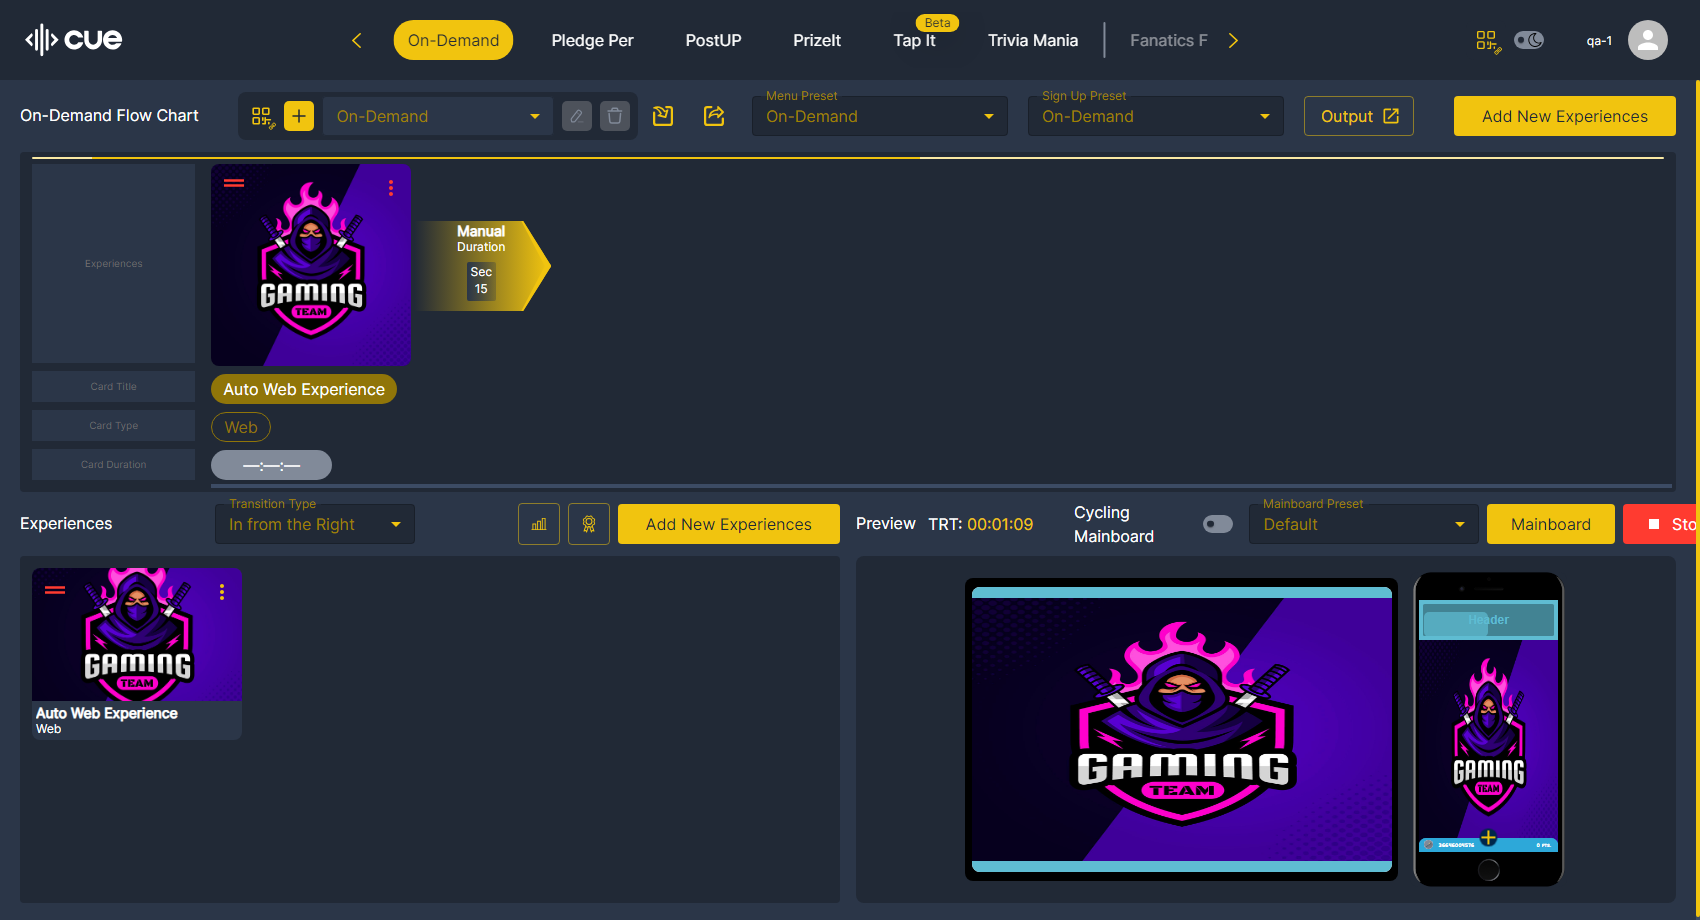 cue
On-Demand
Pledge Per
PostUP
PrizeIt
Beta
Tap It
Trivia Mania
Fanatics F
qa-1
On-Demand Flow Chart
On-Demand
Menu Preset
On-Demand
Sign Up Preset
On-Demand
Output
Add New Experiences
Experiences
GAMING
TEAM
Manual
Duration
Sec
15
Card Title
Auto Web Experience
Card Type
Web
Card Duration
—:—:—
Experiences
Transition Type
In from the Right
Add New Experiences
Preview
TRT: 00:01:09
Cycling
Mainboard
Mainboard Preset
Default
Mainboard
Sto
GAMING
TEAM
Auto Web Experience
Web
GAMING
TEAM
Header
GAMING
TEAM
0 PTS.